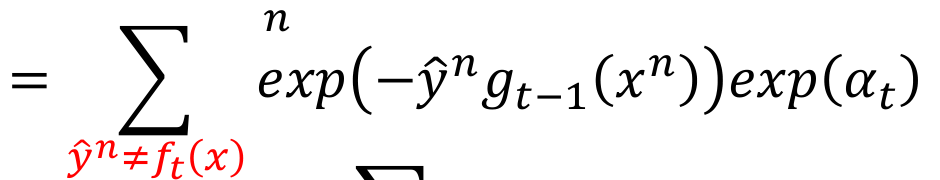 n
= ∑ exp(−ŷⁿg_{t−1}(xⁿ))exp(α_t)
ŷⁿ≠f_t(x)
∑